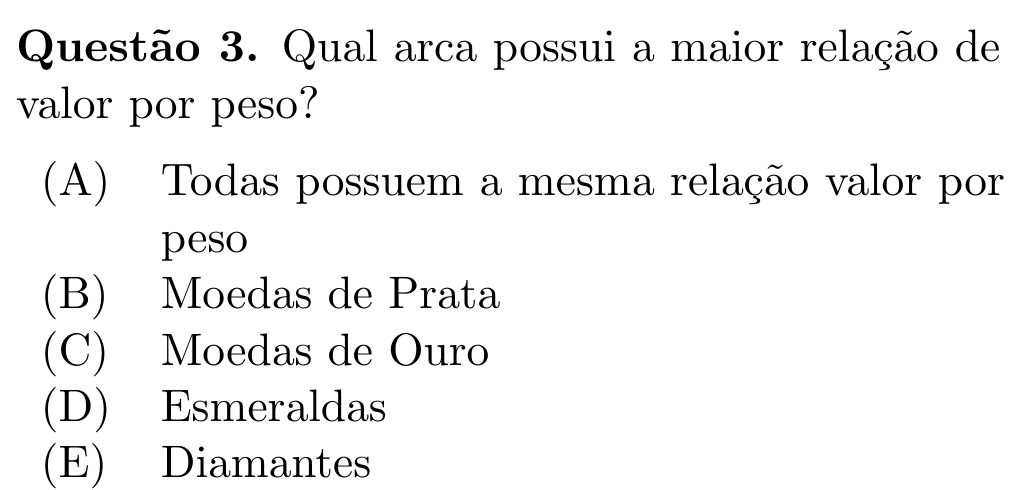 Questão 3. Qual arca possui a maior relação de
valor por peso?
(A) Todas possuem a mesma relação valor por
peso
(B) Moedas de Prata
(C) Moedas de Ouro
(D) Esmeraldas
(E) Diamantes